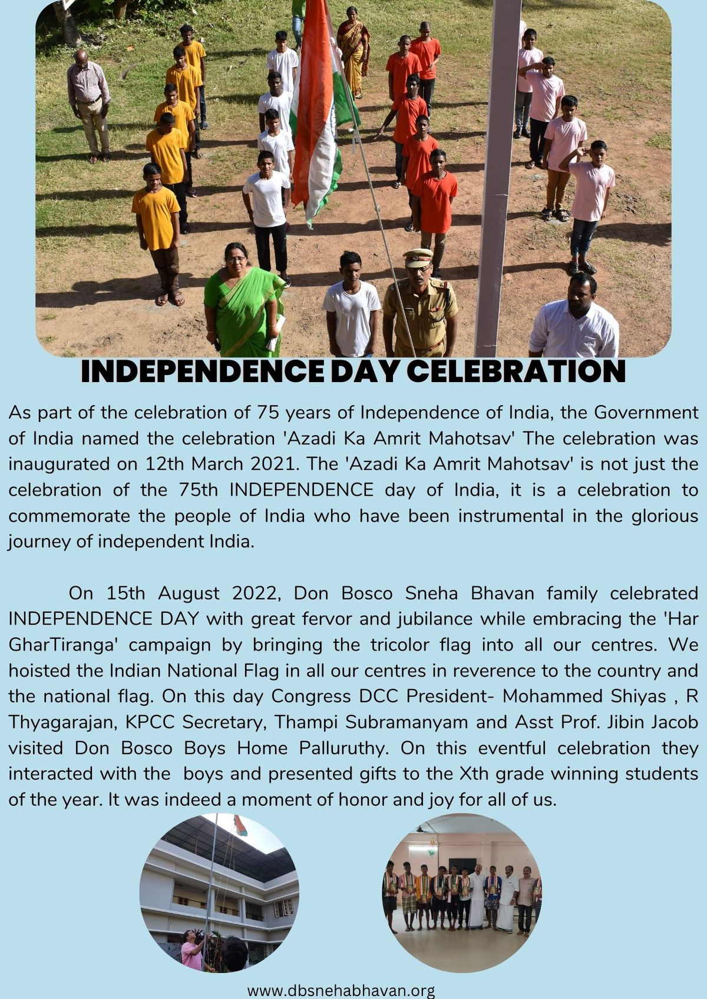 INDEPENDENCE DAY CELEBRATION
As part of the celebration of 75 years of Independence of India, the Government
of India named the celebration 'Azadi Ka Amrit Mahotsav' The celebration was
inaugurated on 12th March 2021. The 'Azadi Ka Amrit Mahotsav' is not just the
celebration of the 75th INDEPENDENCE day of India, it is a celebration to
commemorate the people of India who have been instrumental in the glorious
journey of independent India.
On 15th August 2022, Don Bosco Sneha Bhavan family celebrated
INDEPENDENCE DAY with great fervor and jubilance while embracing the 'Har
GharTiranga' campaign by bringing the tricolor flag into all our centres. We
hoisted the Indian National Flag in all our centres in reverence to the country and
the national flag. On this day Congress DCC President- Mohammed Shiyas , R
Thyagarajan, KPCC Secretary, Thampi Subramanyam and Asst Prof. Jibin Jacob
visited Don Bosco Boys Home Palluruthy. On this eventful celebration they
interacted with the  boys and presented gifts to the Xth grade winning students
of the year. It was indeed a moment of honor and joy for all of us.
www.dbsnehabhavan.org